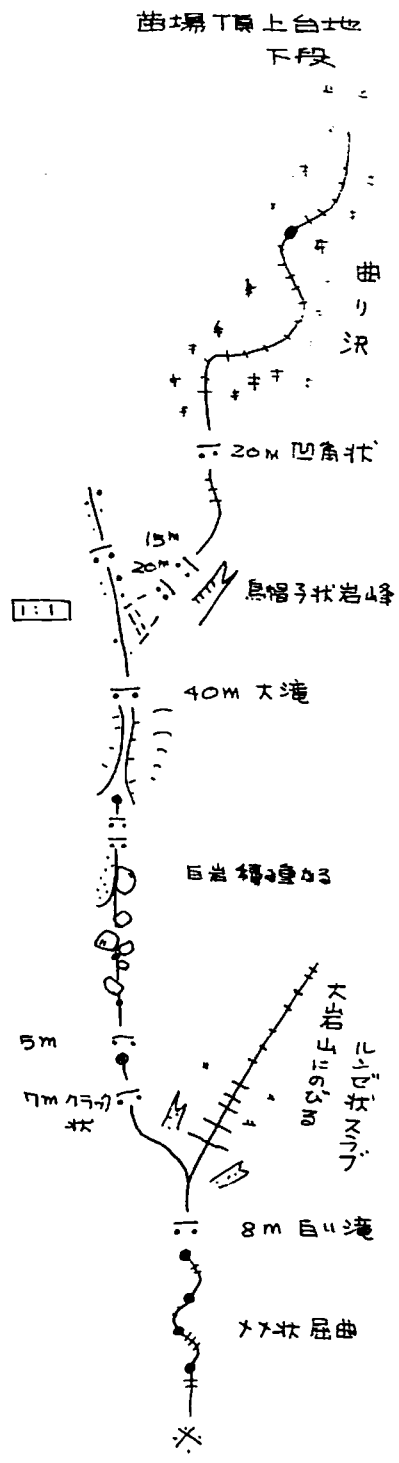 苗場頂上台地
下段
曲り沢
20m 凹角状
15m
20m
烏帽子状岩峰
1:1
40m 大滝
巨岩 積み重なる
5m
大岩山にのびる
ルンゼ状スラブ
7m クラック
状
8m 白い滝
メメ状 屈曲